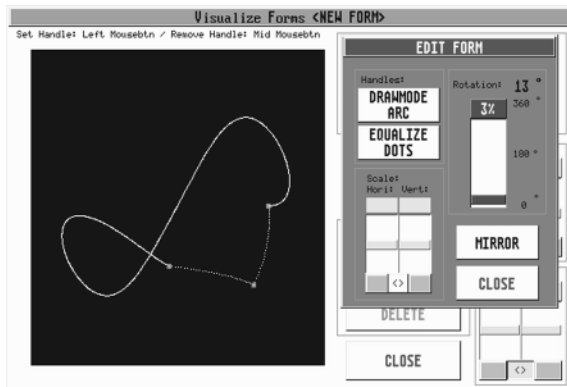 Visualize Forms <NEW FORM>
Set Handle: Left Mousebtn / Remove Handle: Mid Mousebtn
EDIT FORM
Handles:
DRAWMODE
ARC
EQUALIZE
DOTS
Rotation: 13 °
3%
360 °
180 °
0 °
Scale:
Hori: Vert:
<>
MIRROR
CLOSE
DELETE
CLOSE
<>